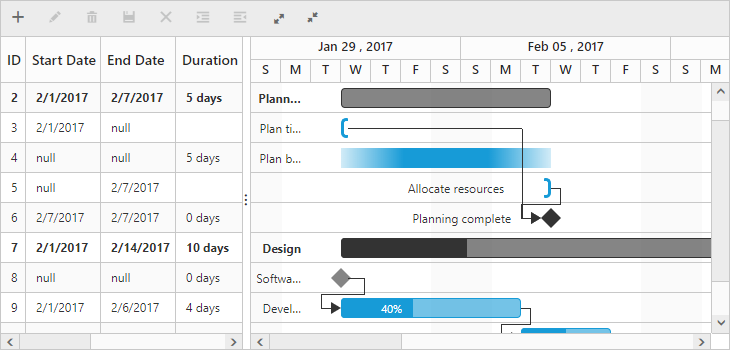 Jan 29 , 2017 Feb 05 , 2017
ID Start Date End Date Duration S M T W T F S S M T W T F S S M
2 2/1/2017 2/7/2017 5 days Plann...
3 2/1/2017 null Plan ti...
4 null null 5 days Plan b...
5 null 2/7/2017 Allocate resources
6 2/7/2017 2/7/2017 0 days Planning complete
7 2/1/2017 2/14/2017 10 days Design
8 null null 0 days Softwa...
9 2/1/2017 2/6/2017 4 days Devel... 40%